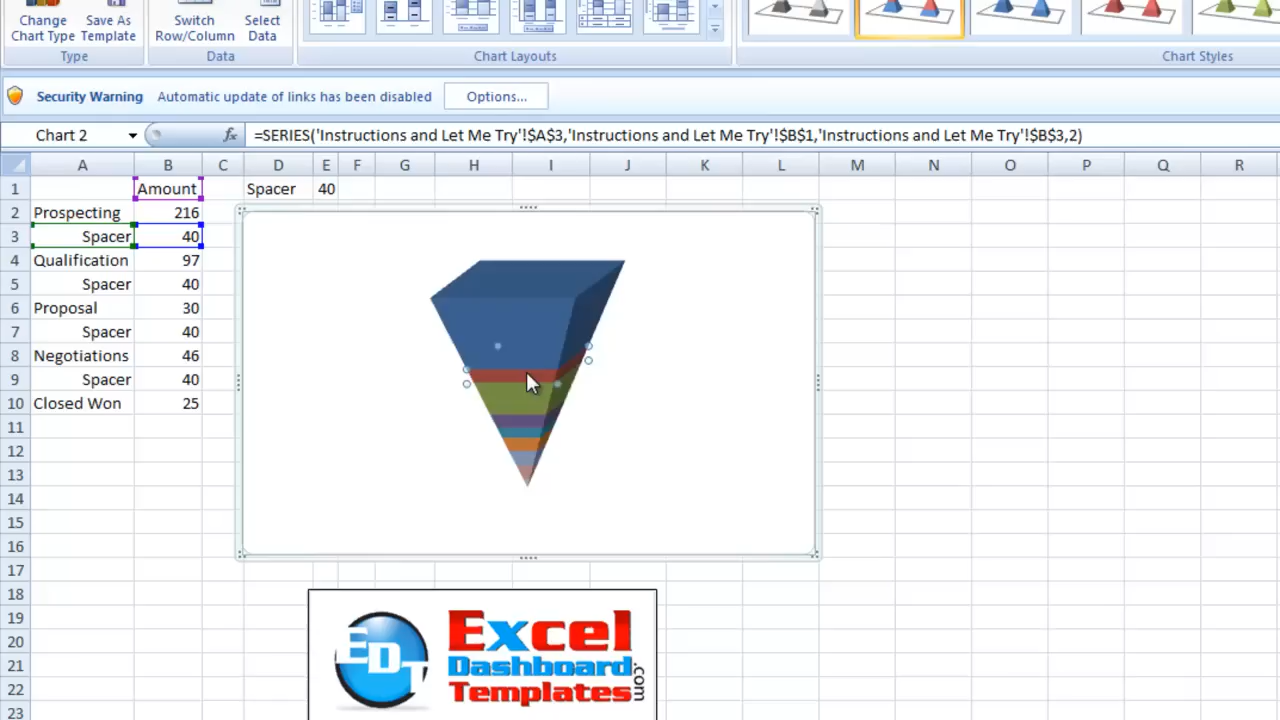 Change Chart Type
Save As Template
Switch Row/Column
Select Data
Type
Data
Chart Layouts
Chart Styles
Security Warning Automatic update of links has been disabled Options...
Chart 2 fx =SERIES('Instructions and Let Me Try'!$A$3,'Instructions and Let Me Try'!$B$1,'Instructions and Let Me Try'!$B$3,2)
A B C D E F G H I J K L M N O P Q R
1 Amount Spacer 40
2 Prospecting 216
3 Spacer 40
4 Qualification 97
5 Spacer 40
6 Proposal 30
7 Spacer 40
8 Negotiations 46
9 Spacer 40
10 Closed Won 25
11
12
13
14
15
16
17
18
19
20
21
22
23
EDT
Excel
Dashboard
Templates
.com